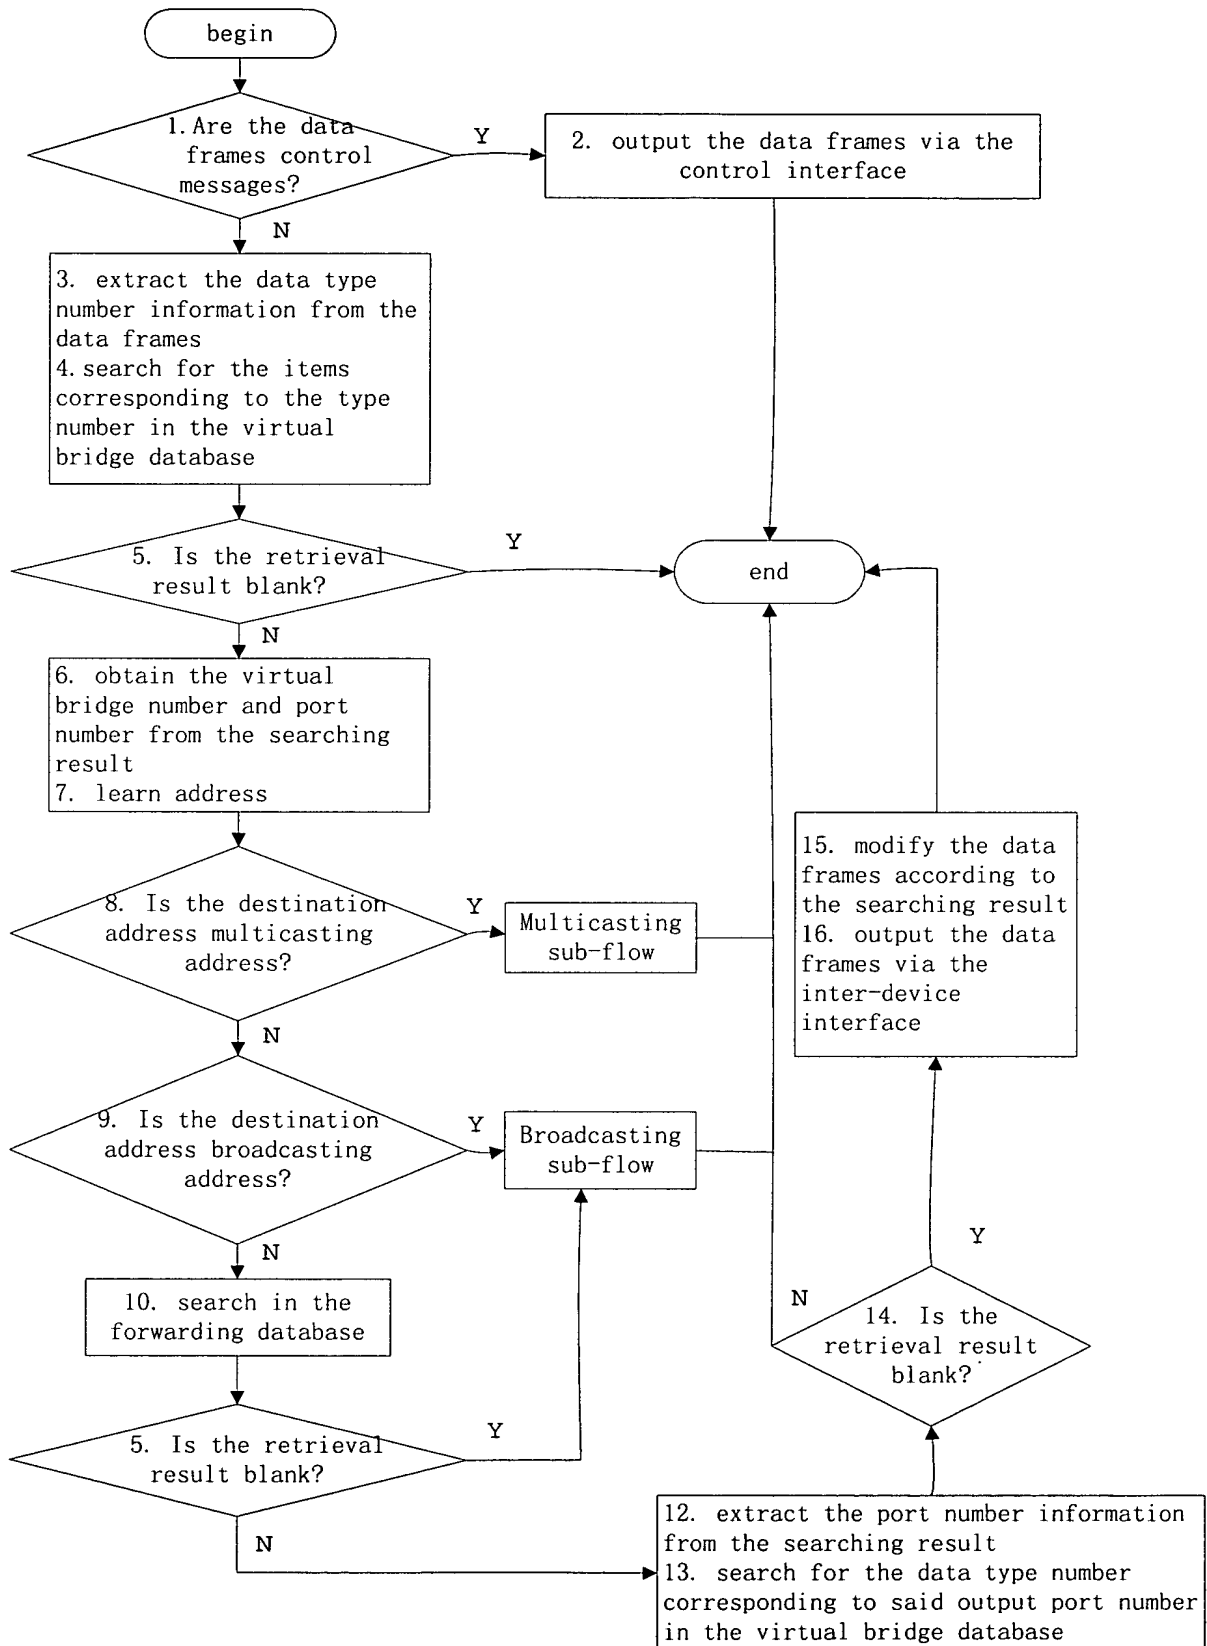 begin
1. Are the data
frames control
messages?
Y
2. output the data frames via the
control interface
N
3. extract the data type
number information from the
data frames
4. search for the items
corresponding to the type
number in the virtual
bridge database
5. Is the retrieval
result blank?
Y
end
N
6. obtain the virtual
bridge number and port
number from the searching
result
7. learn address
8. Is the destination
address multicasting
address?
Y
Multicasting
sub-flow
15. modify the data
frames according to
the searching result
16. output the data
frames via the
inter-device
interface
N
9. Is the destination
address broadcasting
address?
Y
Broadcasting
sub-flow
N
10. search in the
forwarding database
Y
N
14. Is the
retrieval result
blank?
5. Is the retrieval
result blank?
Y
N
12. extract the port number information
from the searching result
13. search for the data type number
corresponding to said output port number
in the virtual bridge database